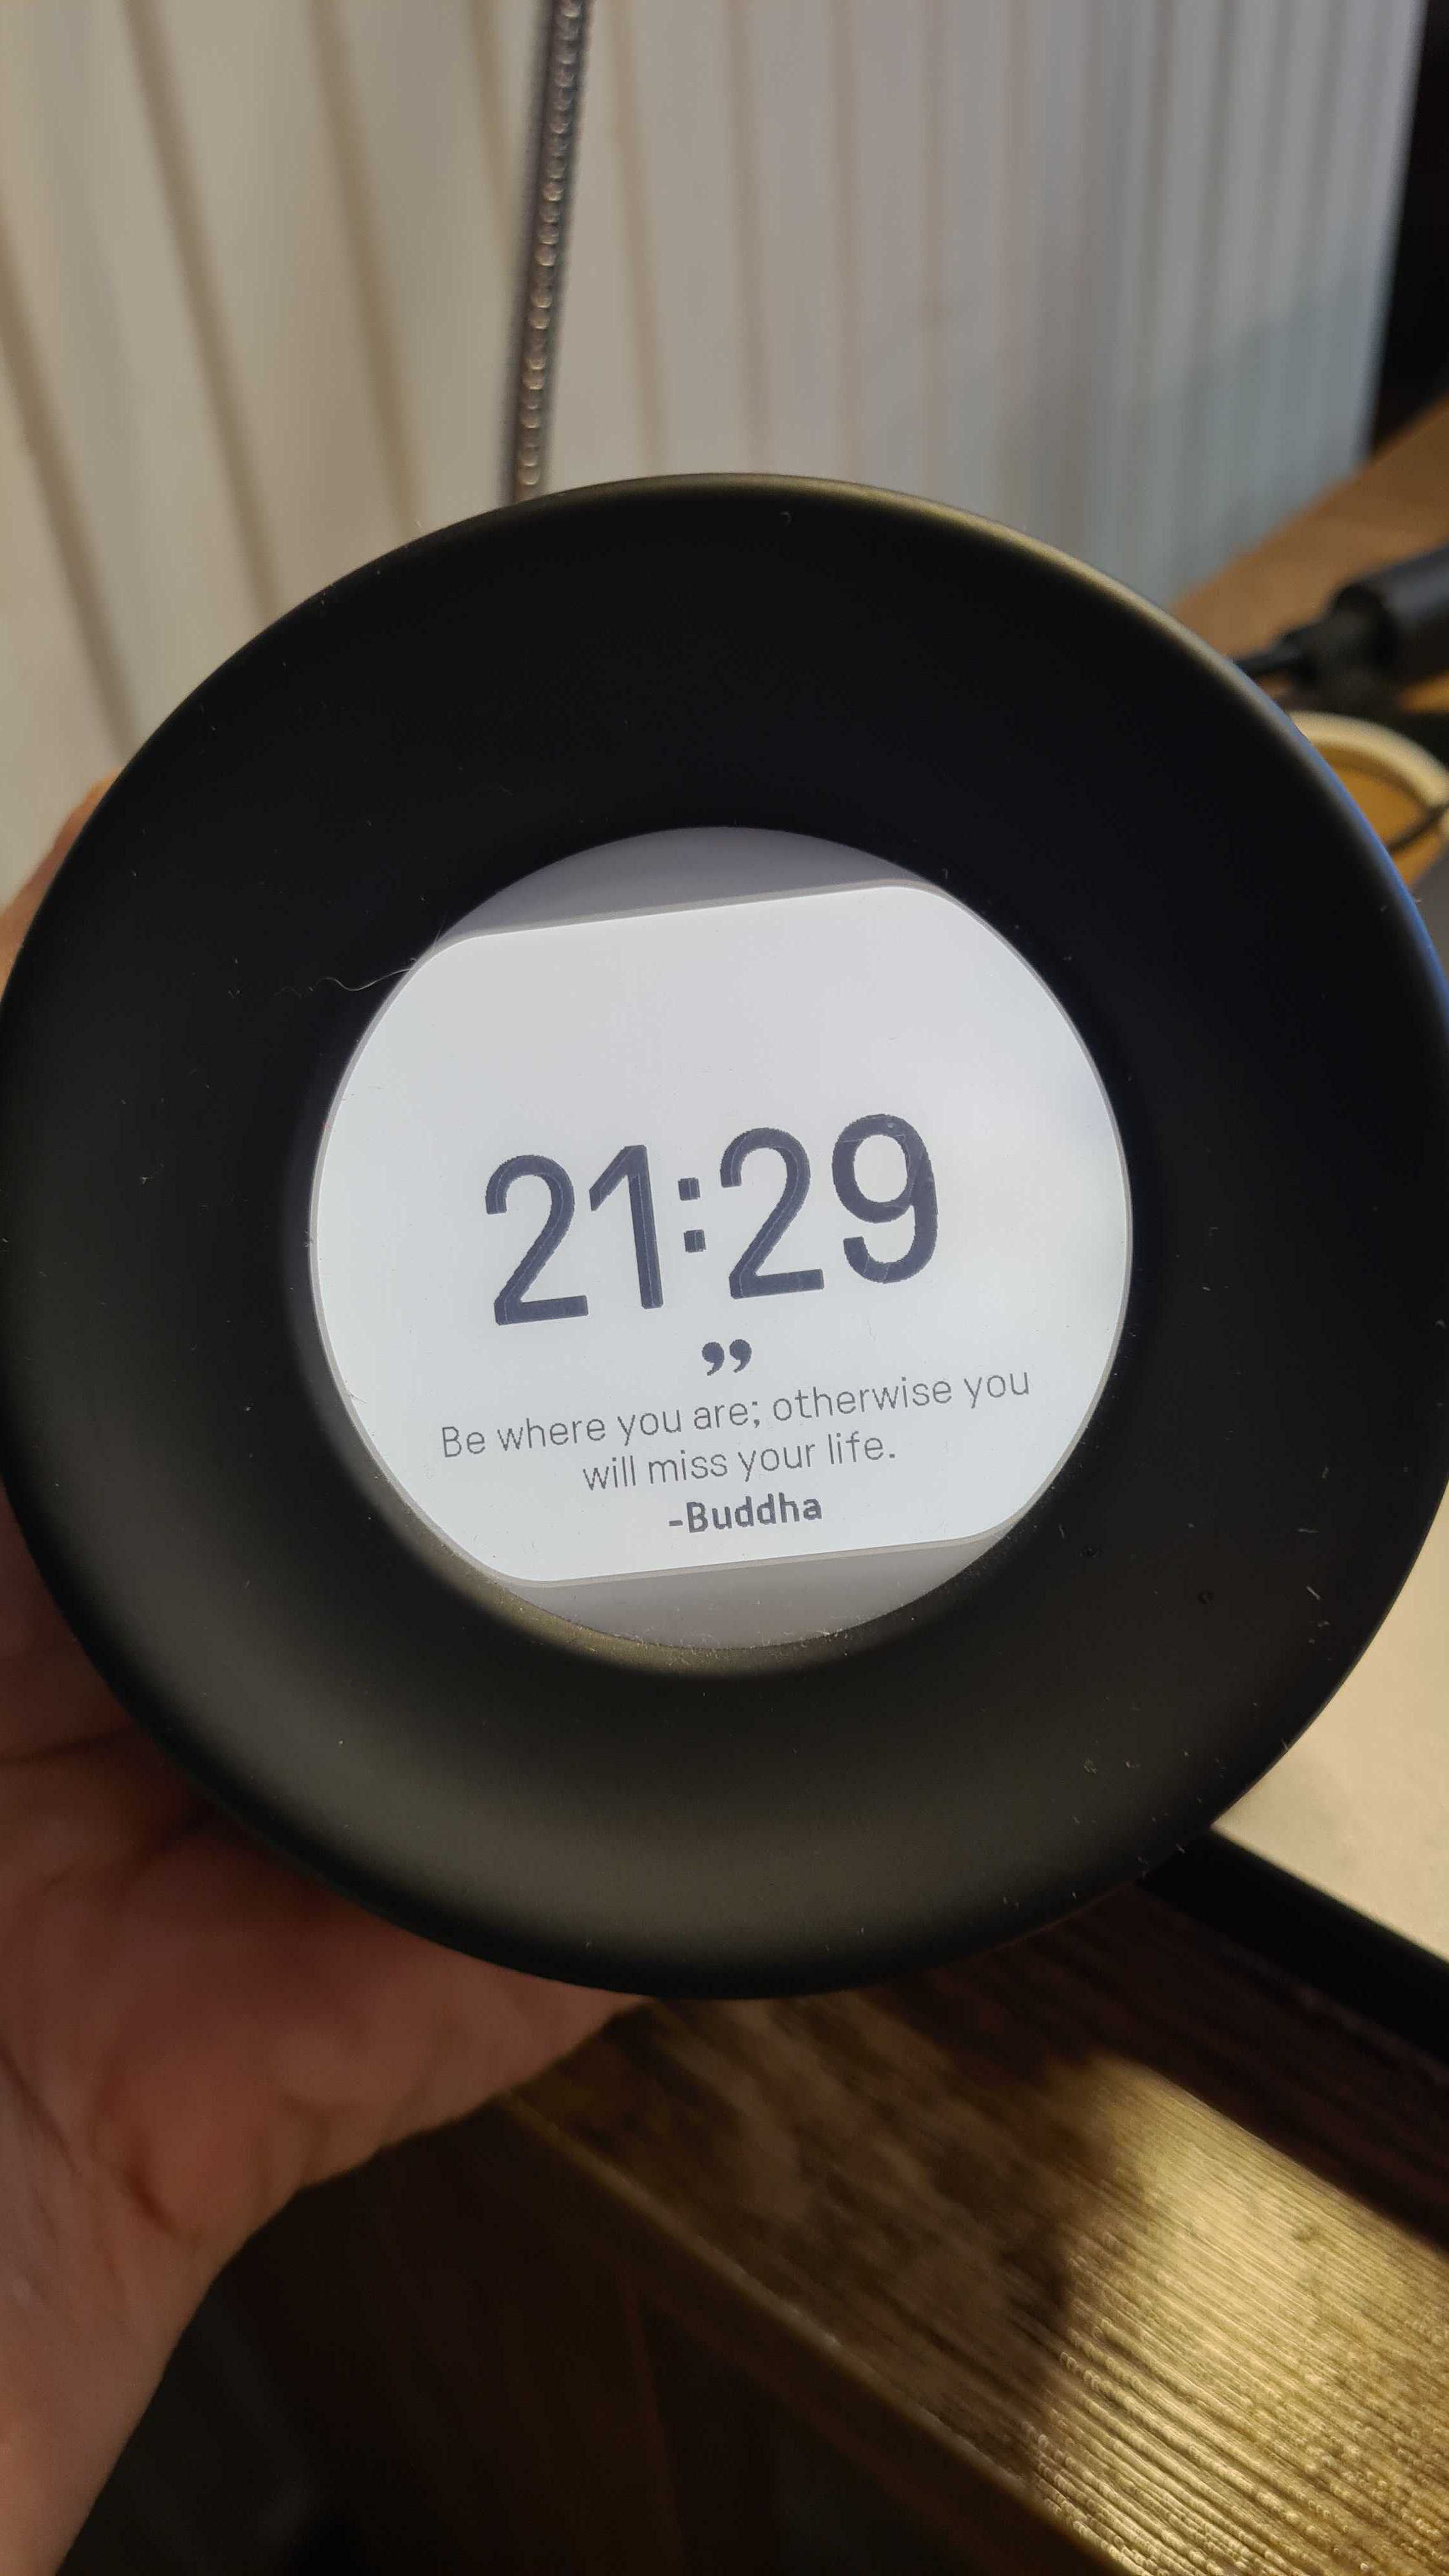 21:29
”
Be where you are; otherwise you
will miss your life.
-Buddha